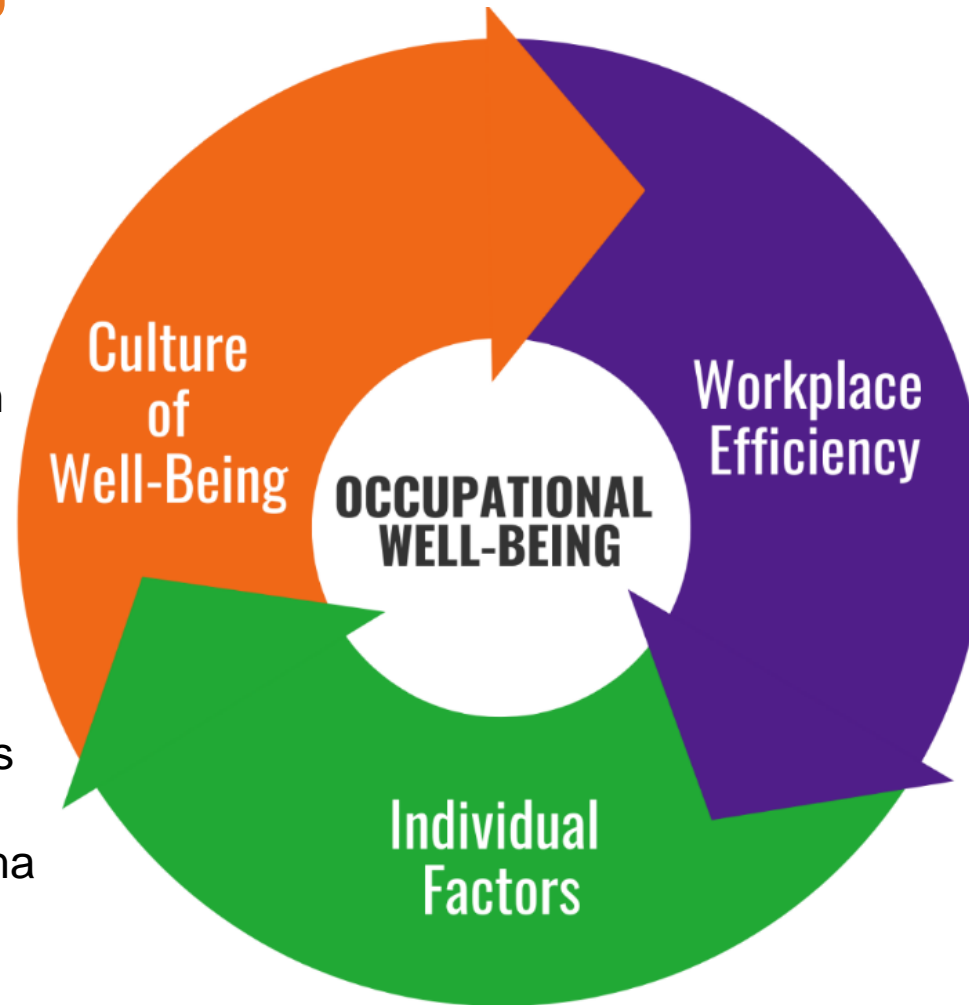 Culture
of
Well-Being
Workplace
Efficiency
OCCUPATIONAL
WELL-BEING
Individual
Factors